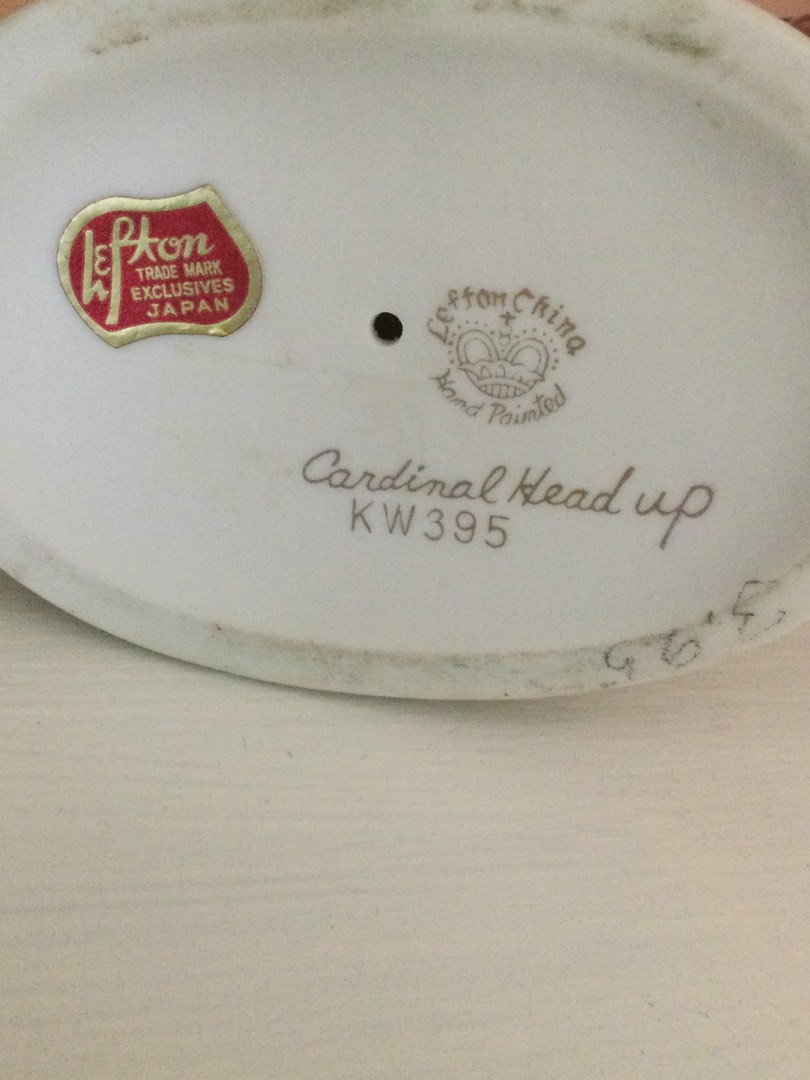 Lefton
TRADE MARK
EXCLUSIVES
JAPAN
Lefton China
Hand Painted
Cardinal Head up
KW395